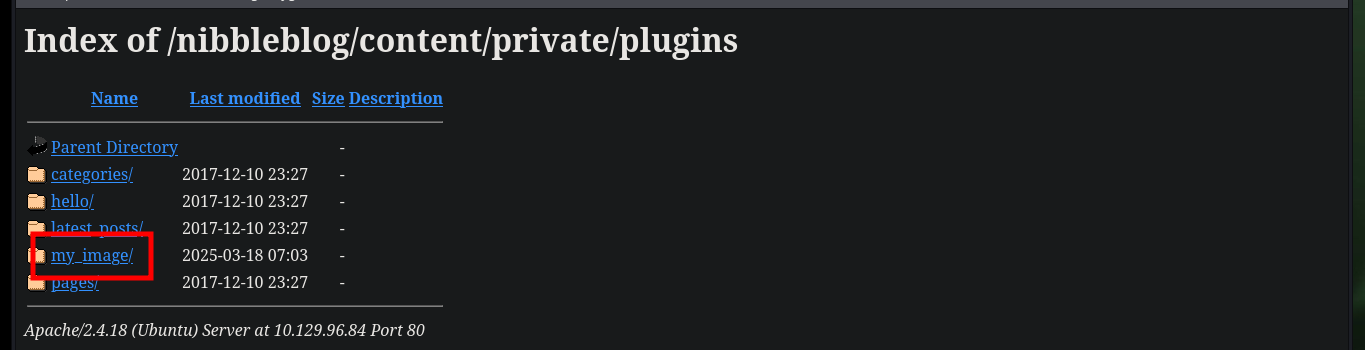 Index of /nibbleblog/content/private/plugins
Name Last modified Size Description
Parent Directory -
categories/ 2017-12-10 23:27 -
hello/ 2017-12-10 23:27 -
latest_posts/ 2017-12-10 23:27 -
my_image/ 2025-03-18 07:03 -
pages/ 2017-12-10 23:27 -
Apache/2.4.18 (Ubuntu) Server at 10.129.96.84 Port 80